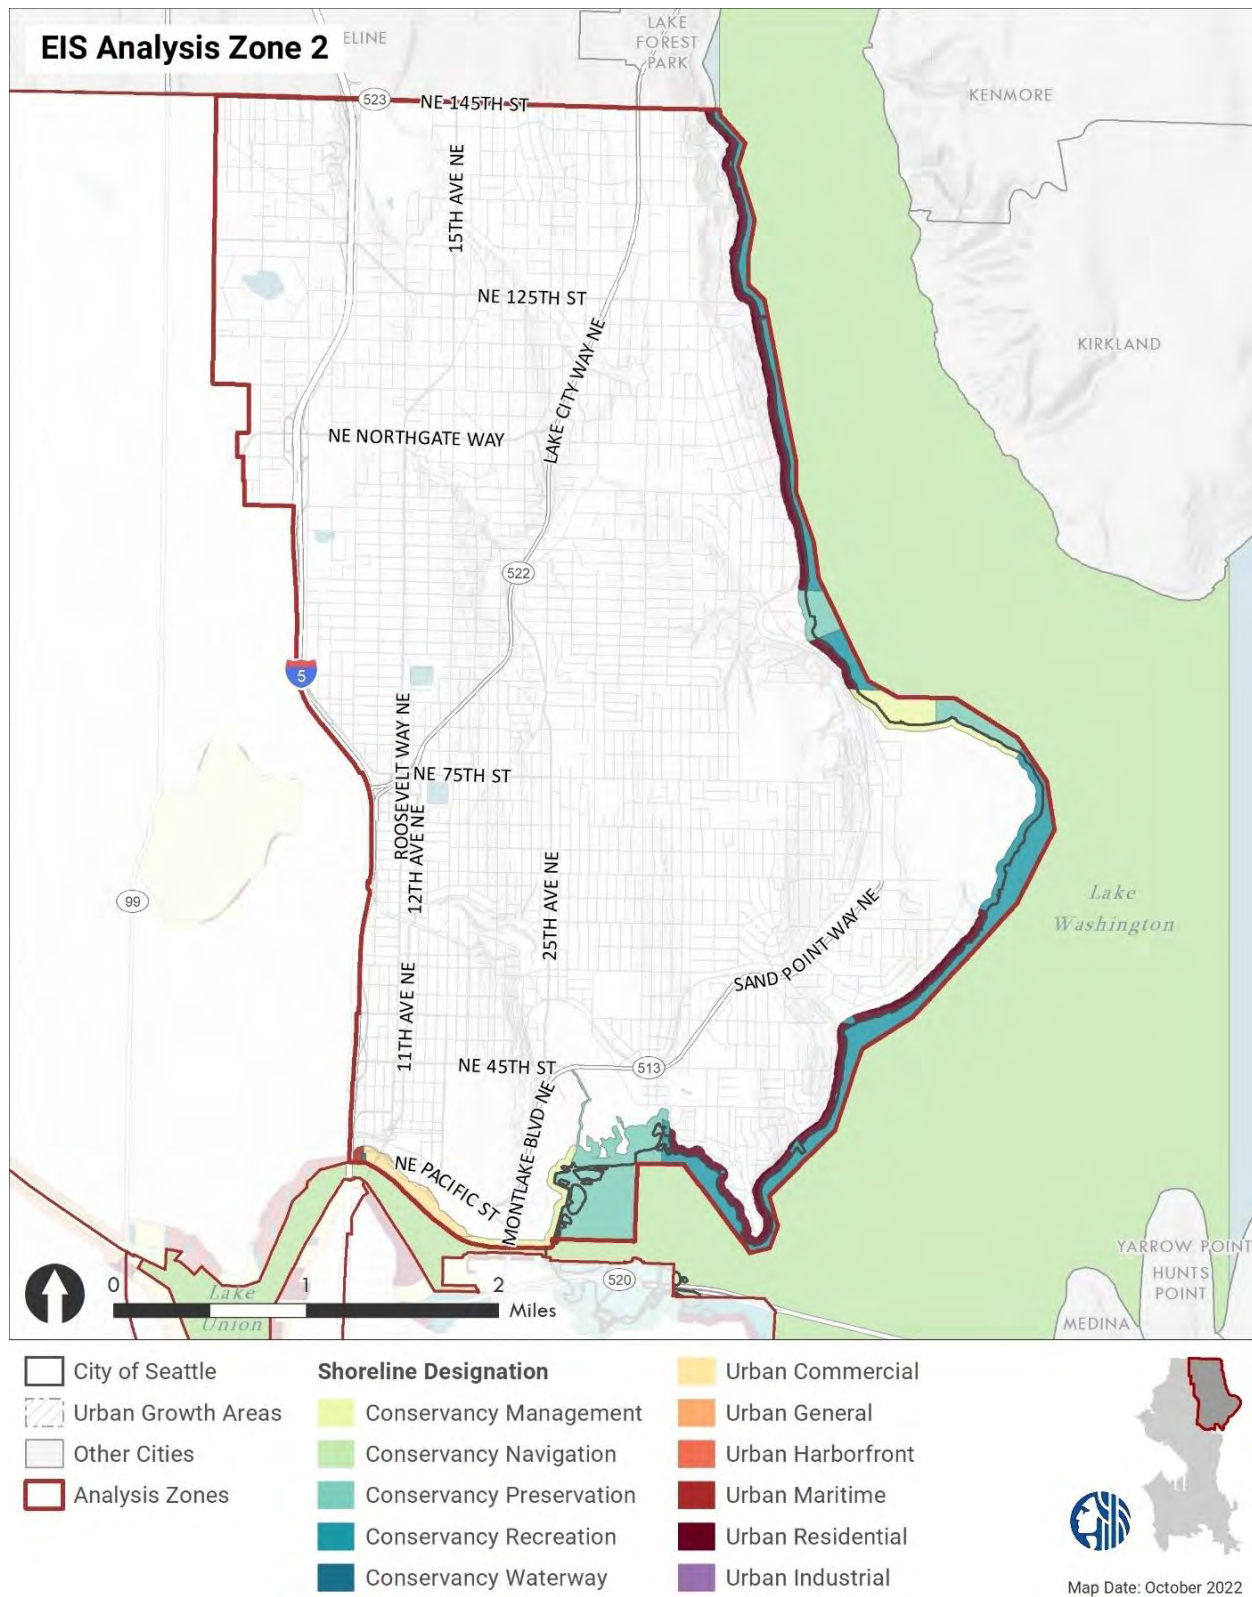 EIS Analysis Zone 2
ELINE
LAKE
FOREST
PARK
KENMORE
523
NE 145TH ST
15TH AVE NE
NE 125TH ST
LAKE CITY WAY NE
KIRKLAND
NE NORTHGATE WAY
522
5
ROOSEVELT WAY NE
NE 75TH ST
12TH AVE NE
25TH AVE NE
99
SAND POINT WAY NE
Lake
Washington
11TH AVE NE
NE 45TH ST
513
MONTLAKE BLVD NE
NE PACIFIC ST
YARROW POINT
HUNTS
POINT
MEDINA
520
Lake
Union
0 1 2
Miles
City of Seattle
Urban Growth Areas
Other Cities
Analysis Zones
Shoreline Designation
Conservancy Management
Conservancy Navigation
Conservancy Preservation
Conservancy Recreation
Conservancy Waterway
Urban Commercial
Urban General
Urban Harborfront
Urban Maritime
Urban Residential
Urban Industrial
Map Date: October 2022